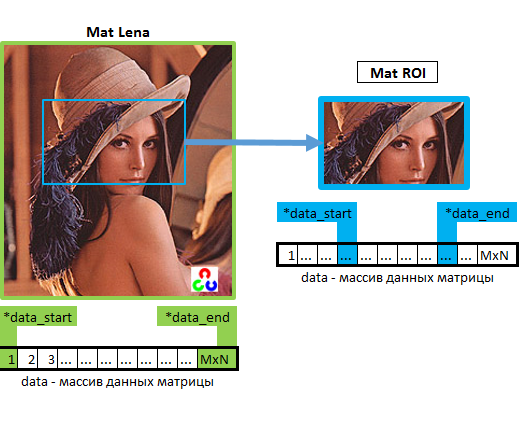 Mat Lena
Mat ROI
*data_start *data_end
1 ... ... ... ... ... ... ... ... ... MxN
data - массив данных матрицы
*data_start *data_end
1 2 3 ... ... ... ... ... ... ... MxN
data - массив данных матрицы